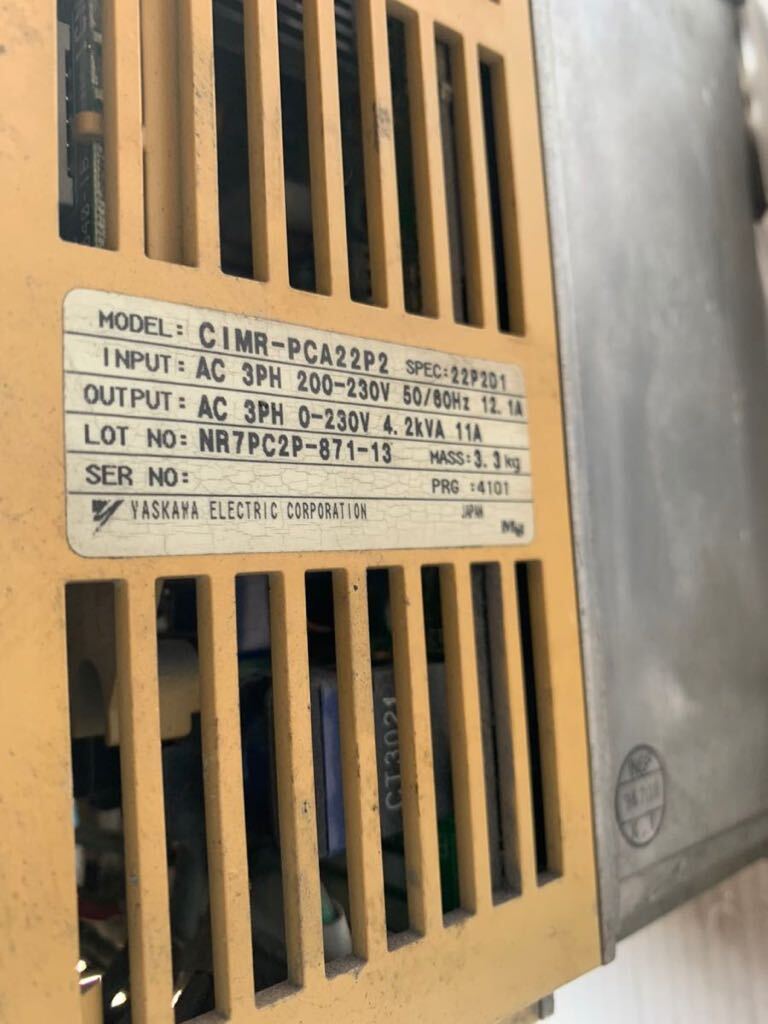 MODEL: CIMR-PCA22P2 SPEC:22P2D1
INPUT: AC 3PH 200-230V 50/60Hz 12.1A
OUTPUT: AC 3PH 0-230V 4.2kVA 11A
LOT NO: NR7PC2P-871-13 MASS:3.3kg
SER NO: PRG :4101
YASKAWA ELECTRIC CORPORATION JAPAN
CT3021